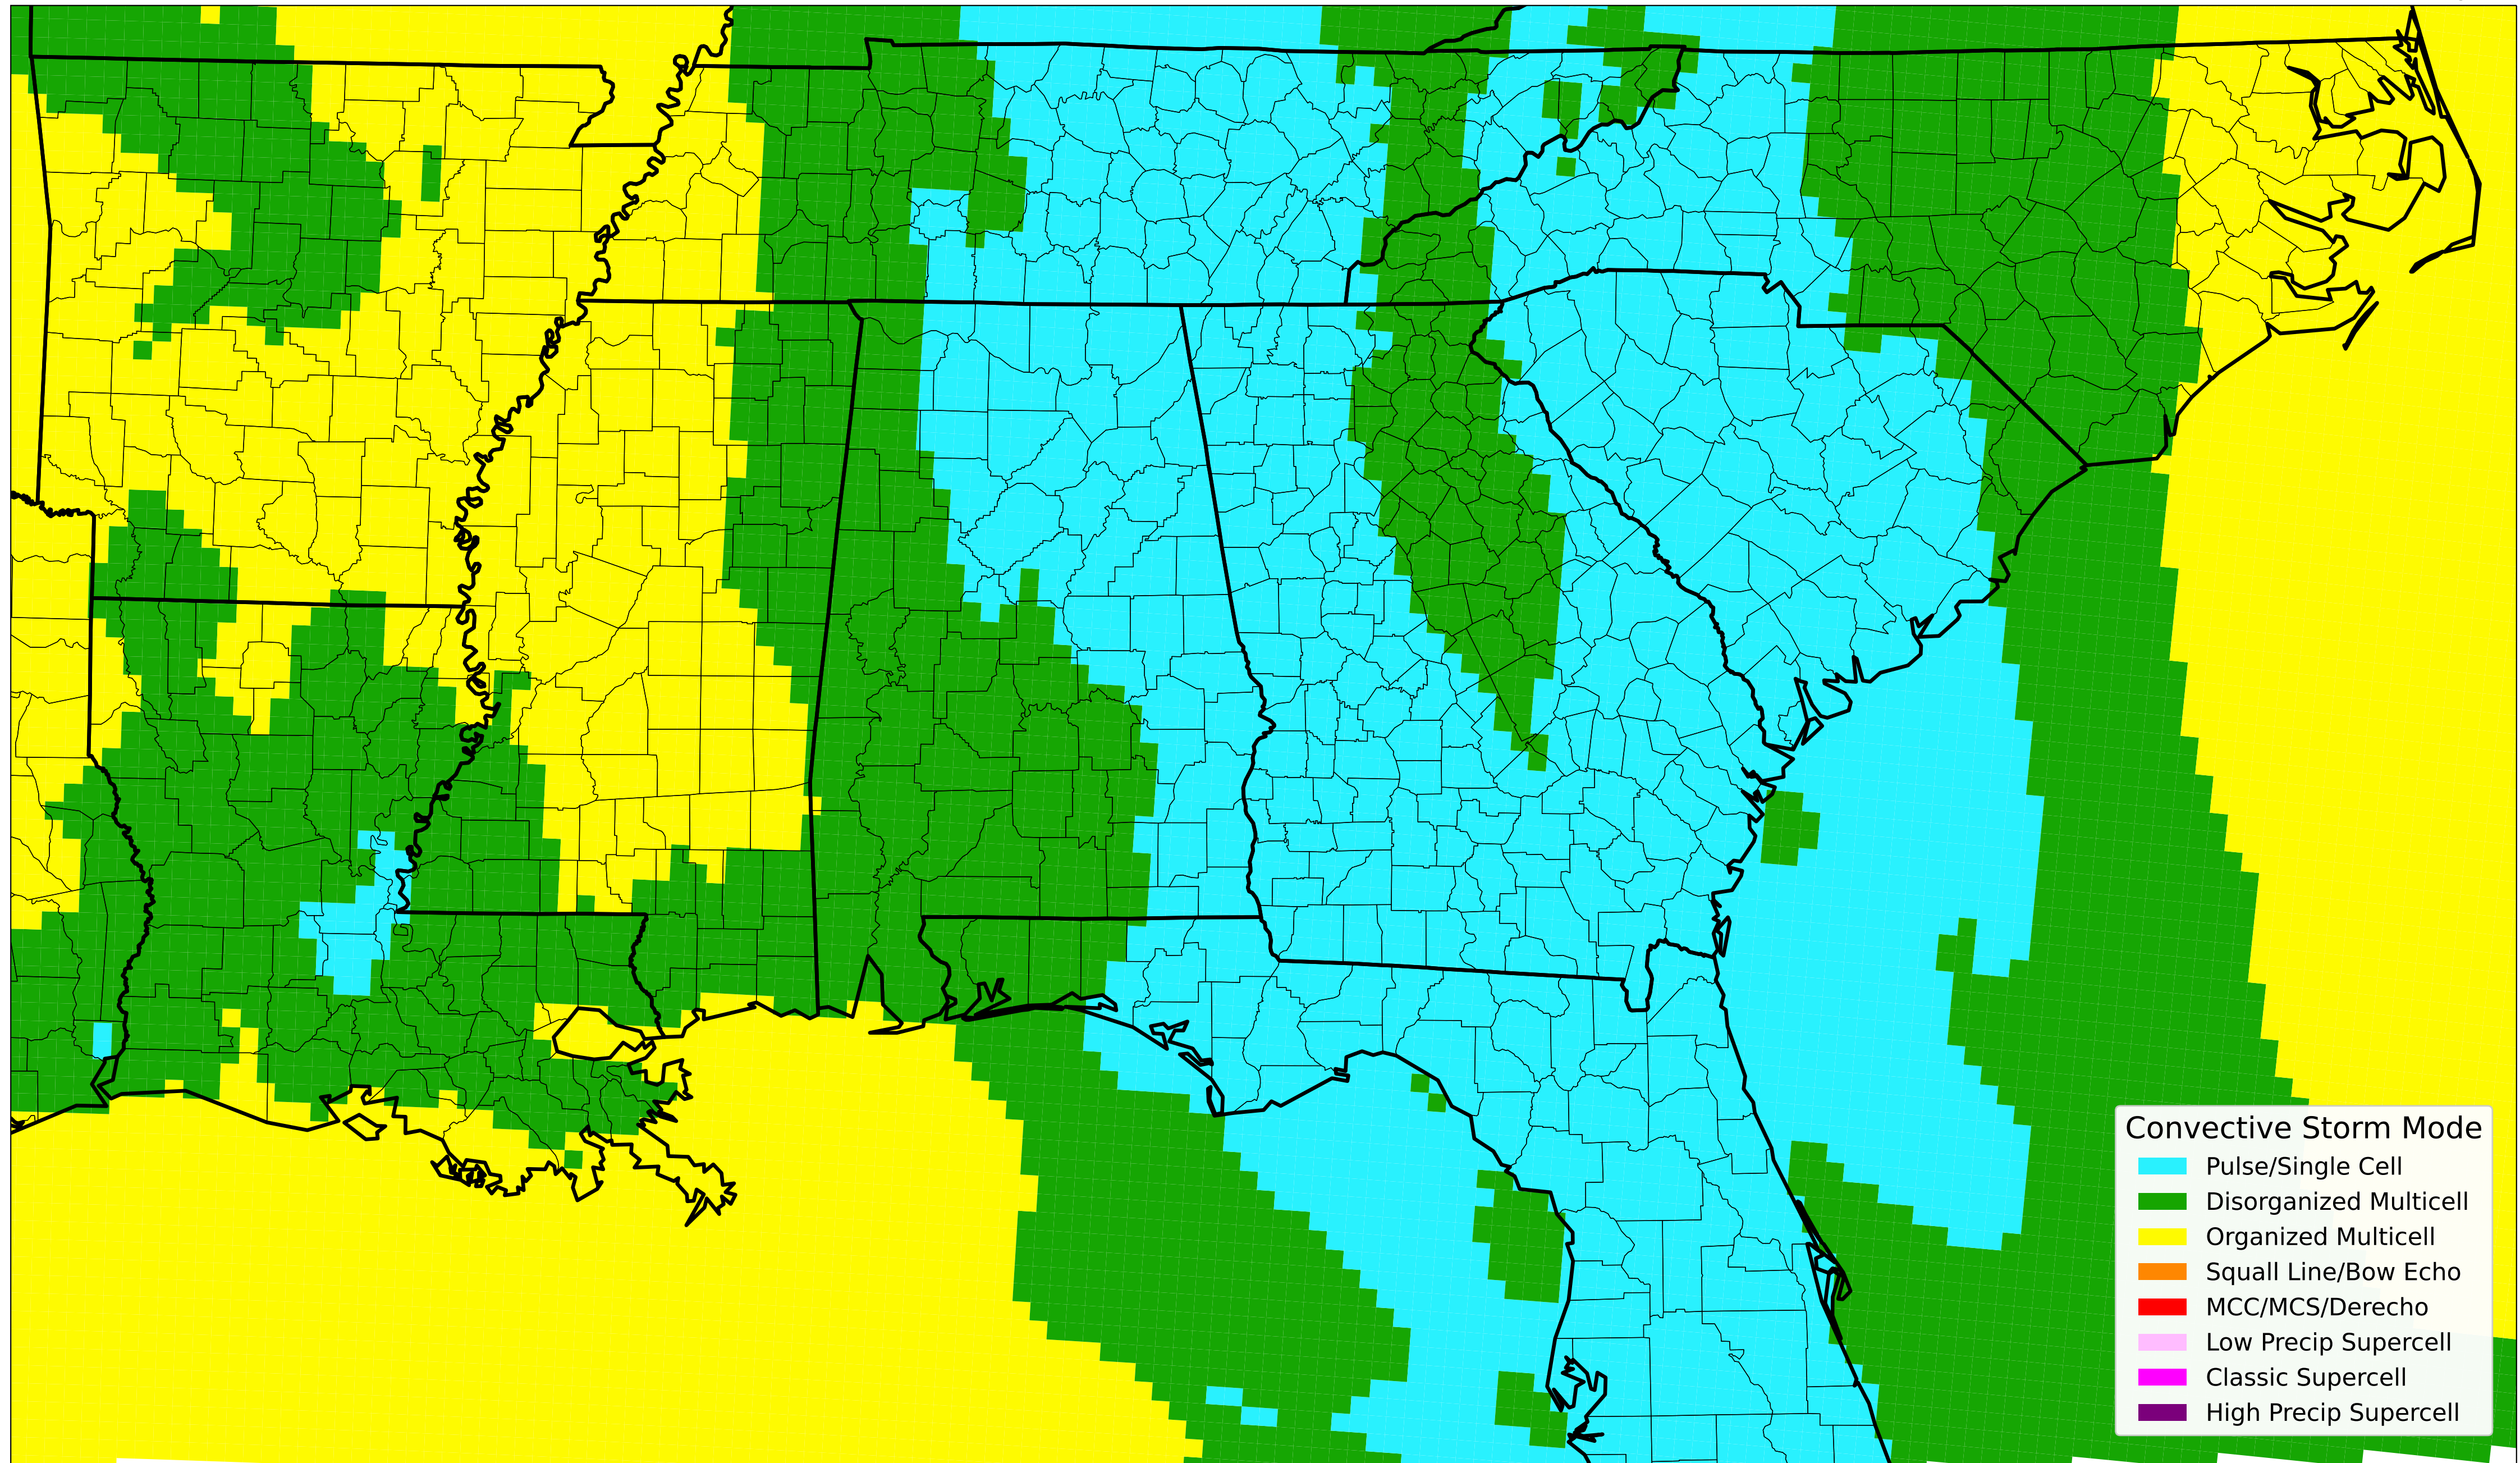 Convective Storm Mode
Pulse/Single Cell
Disorganized Multicell
Organized Multicell
Squall Line/Bow Echo
MCC/MCS/Derecho
Low Precip Supercell
Classic Supercell
High Precip Supercell